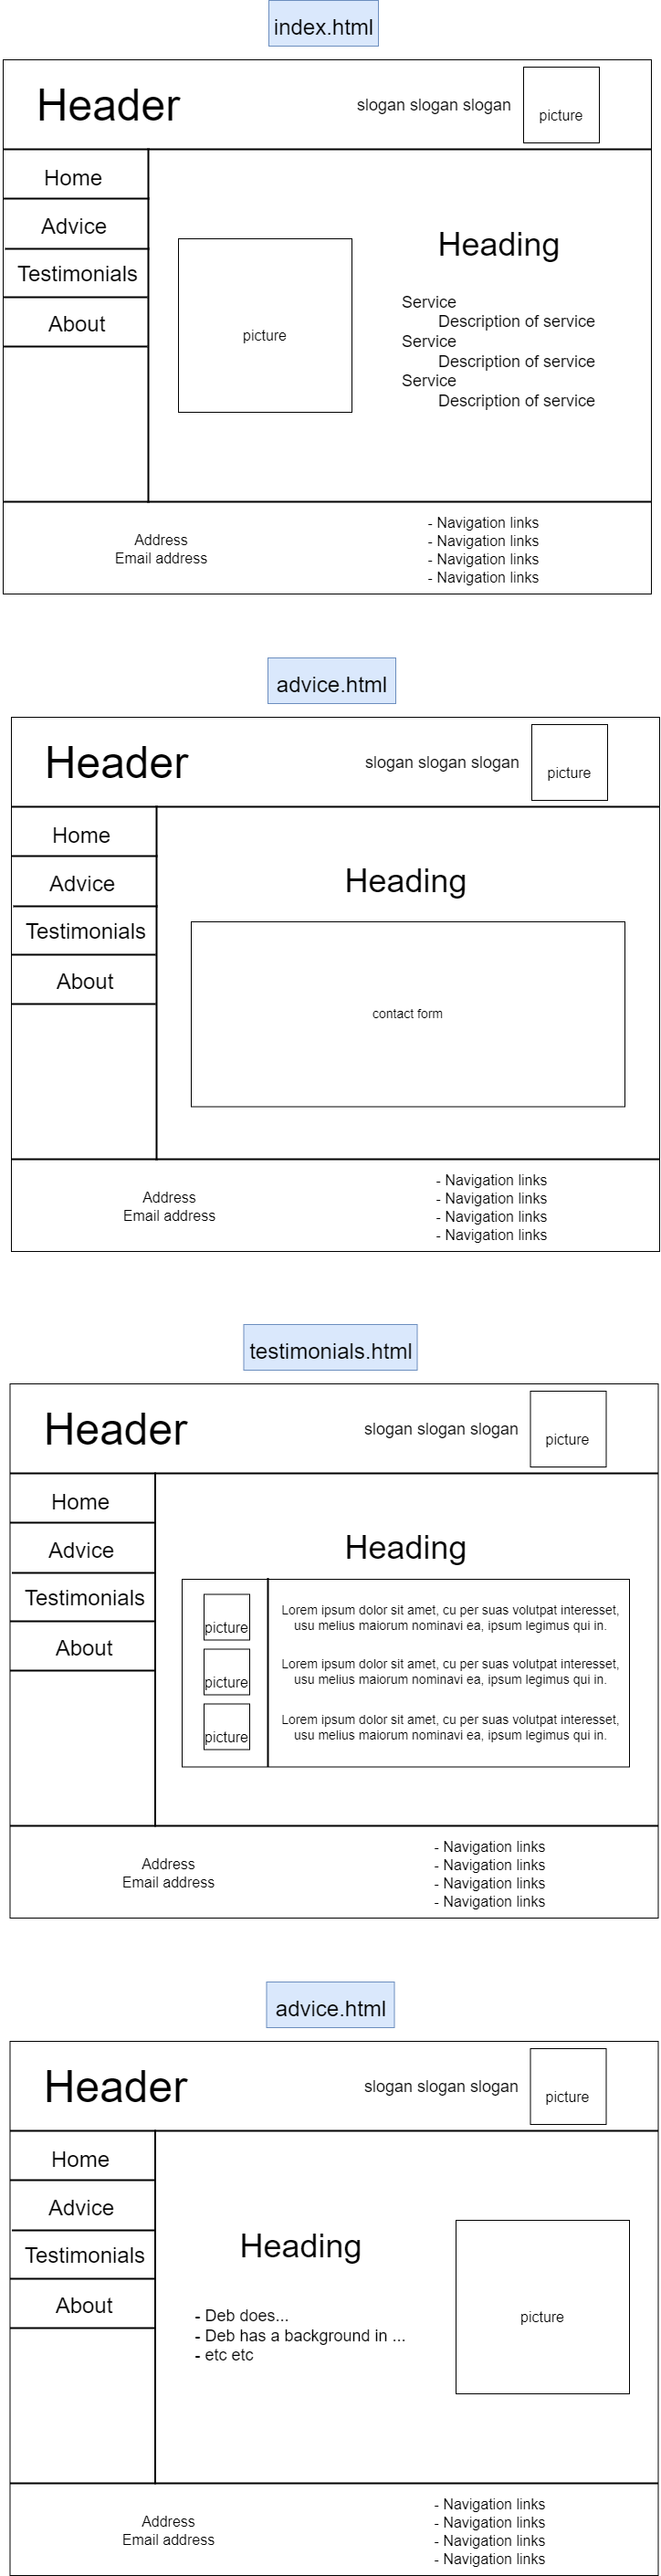 index.html
Header
slogan slogan slogan
picture
Home
Advice
Testimonials
About
picture
Heading
Service
Description of service
Service
Description of service
Service
Description of service
Address
Email address
- Navigation links
- Navigation links
- Navigation links
- Navigation links
advice.html
Header
slogan slogan slogan
picture
Home
Advice
Testimonials
About
Heading
contact form
Address
Email address
- Navigation links
- Navigation links
- Navigation links
- Navigation links
testimonials.html
Header
slogan slogan slogan
picture
Home
Advice
Testimonials
About
Heading
picture
Lorem ipsum dolor sit amet, cu per suas volutpat interesset,
usu melius maiorum nominavi ea, ipsum legimus qui in.
picture
Lorem ipsum dolor sit amet, cu per suas volutpat interesset,
usu melius maiorum nominavi ea, ipsum legimus qui in.
picture
Lorem ipsum dolor sit amet, cu per suas volutpat interesset,
usu melius maiorum nominavi ea, ipsum legimus qui in.
Address
Email address
- Navigation links
- Navigation links
- Navigation links
- Navigation links
advice.html
Header
slogan slogan slogan
picture
Home
Advice
Testimonials
About
Heading
- Deb does...
- Deb has a background in ...
- etc etc
picture
Address
Email address
- Navigation links
- Navigation links
- Navigation links
- Navigation links